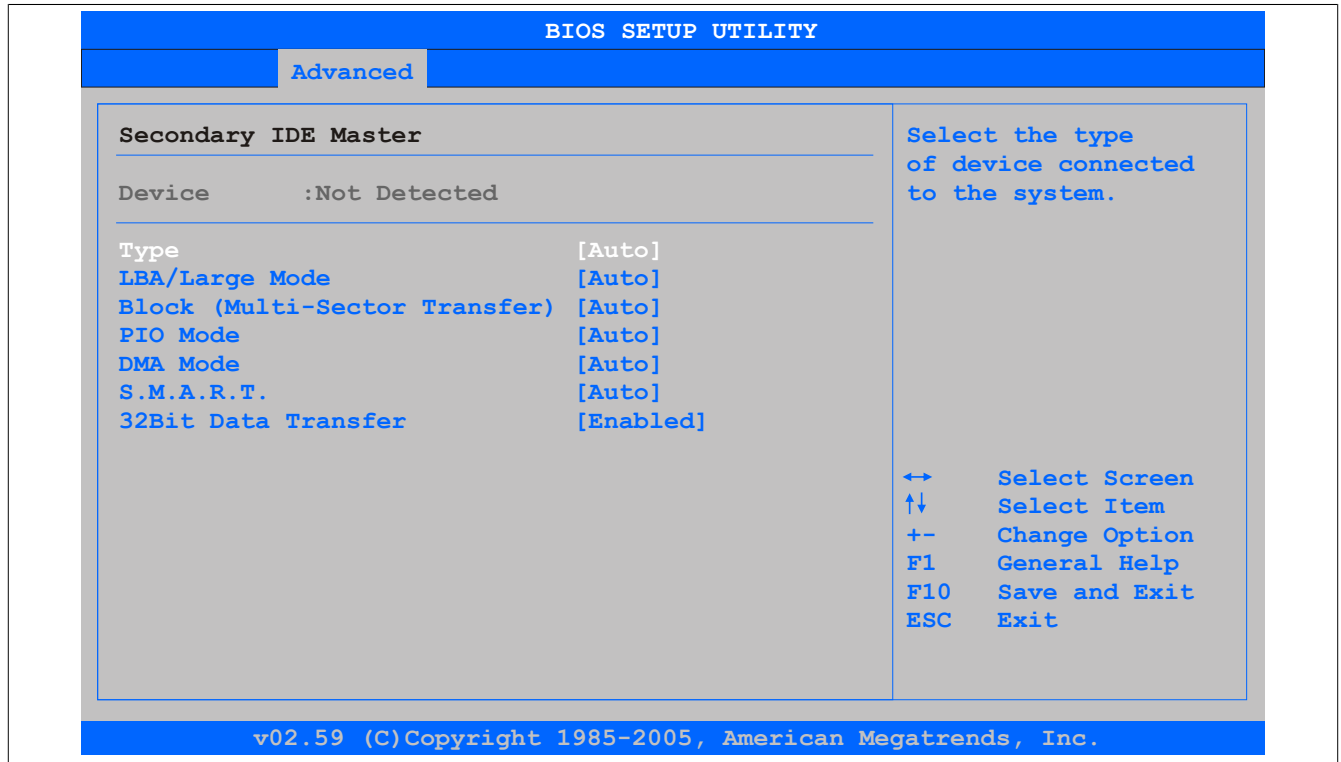 BIOS SETUP UTILITY
Advanced
Secondary IDE Master
Device :Not Detected
Type [Auto]
LBA/Large Mode [Auto]
Block (Multi-Sector Transfer) [Auto]
PIO Mode [Auto]
DMA Mode [Auto]
S.M.A.R.T. [Auto]
32Bit Data Transfer [Enabled]
Select the type
of device connected
to the system.
↔ Select Screen
↑↓ Select Item
+- Change Option
F1 General Help
F10 Save and Exit
ESC Exit
v02.59 (C)Copyright 1985-2005, American Megatrends, Inc.